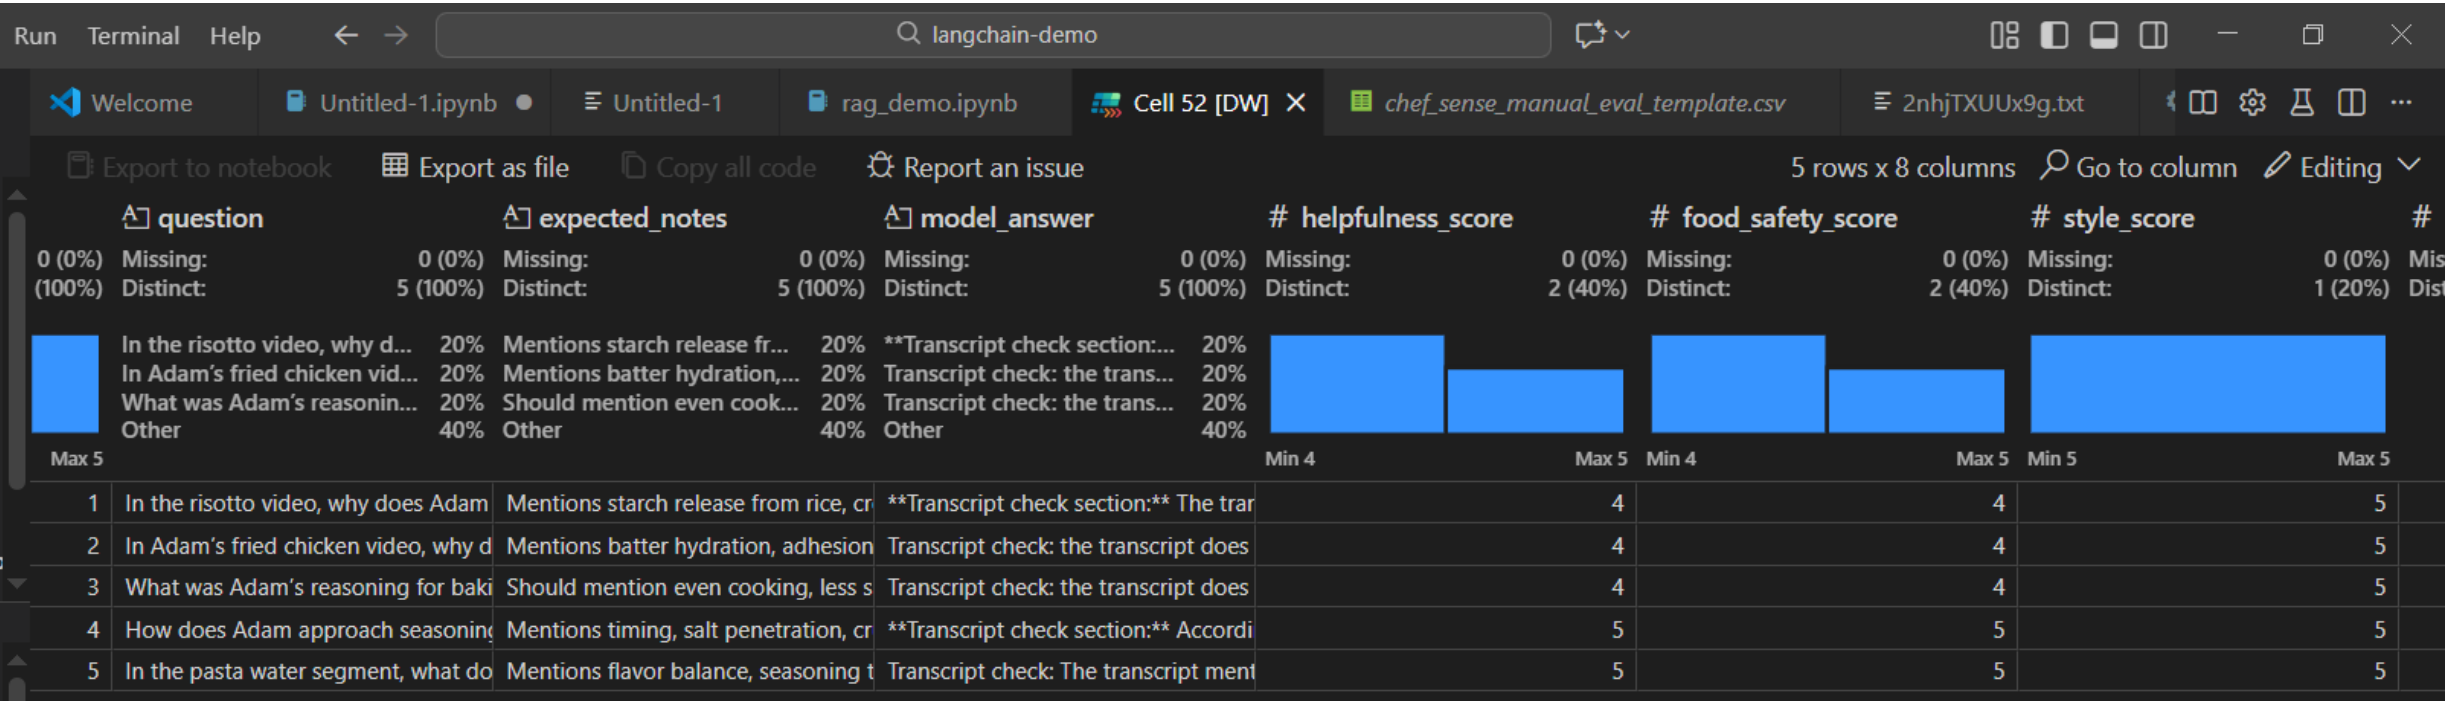 Run Terminal Help langchain-demo
Welcome Untitled-1.ipynb Untitled-1 rag_demo.ipynb Cell 52 [DW] chef_sense_manual_eval_template.csv 2nhjTXUUx9g.txt
Export to notebook Export as file Copy all code Report an issue 5 rows x 8 columns Go to column Editing
question expected_notes model_answer # helpfulness_score # food_safety_score # style_score #
0 (0%) Missing: 0 (0%) Missing: 0 (0%) Missing: 0 (0%) Missing: 0 (0%) Missing: 0 (0%) Missing: 0 (0%) Mis
(100%) Distinct: 5 (100%) Distinct: 5 (100%) Distinct: 5 (100%) Distinct: 2 (40%) Distinct: 2 (40%) Distinct: 1 (20%) Dist
In the risotto video, why d... 20% Mentions starch release fr... 20% **Transcript check section:... 20%
In Adam’s fried chicken vid... 20% Mentions batter hydration,... 20% Transcript check: the trans... 20%
What was Adam’s reasonin... 20% Should mention even cook... 20% Transcript check: the trans... 20%
Other 40% Other 40% Other 40%
Max 5 Min 4 Max 5 Min 4 Max 5 Min 5 Max 5
1 In the risotto video, why does Adam Mentions starch release from rice, cr **Transcript check section:** The trar 4 4 5
2 In Adam’s fried chicken video, why d Mentions batter hydration, adhesion Transcript check: the transcript does 4 4 5
3 What was Adam’s reasoning for baki Should mention even cooking, less s Transcript check: the transcript does 4 4 5
4 How does Adam approach seasoning Mentions timing, salt penetration, cr **Transcript check section:** Accordi 5 5 5
5 In the pasta water segment, what do Mentions flavor balance, seasoning t Transcript check: The transcript ment 5 5 5